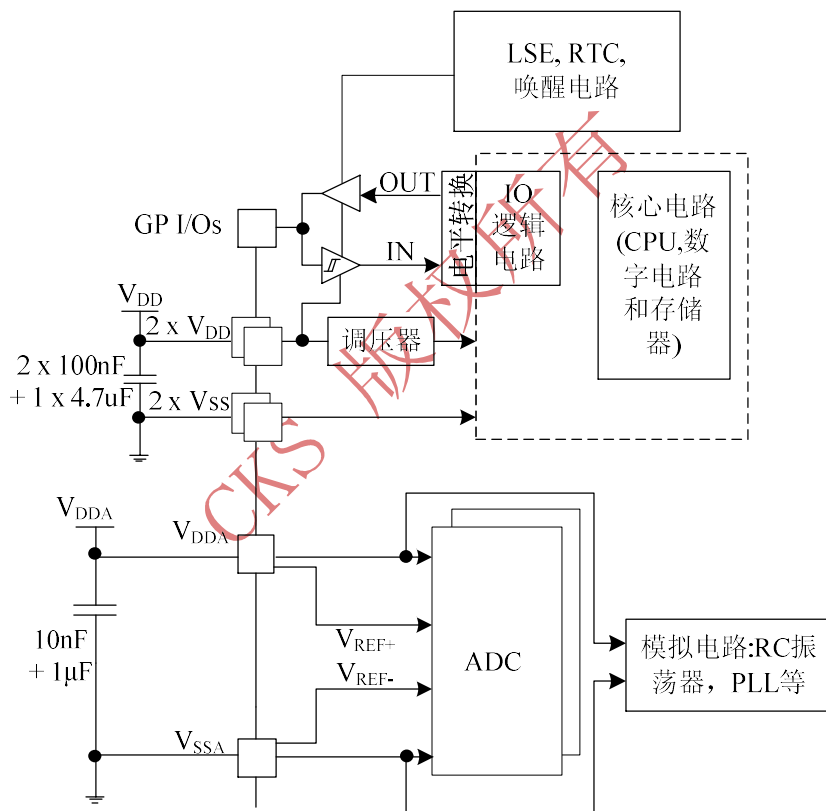 LSE, RTC,
唤醒电路
OUT
GP I/Os
IN
电平转换
IO
逻辑
电路
核心电路
(CPU,数
字电路
和存储
器)
VDD
2 x VDD
调压器
2 x 100nF
+ 1 x 4.7uF
2 x VSS
CKS 版权所有
VDDA
VDDA
10nF
+ 1μF
VREF+
VREF-
ADC
模拟电路:RC振
荡器，PLL等
VSSA